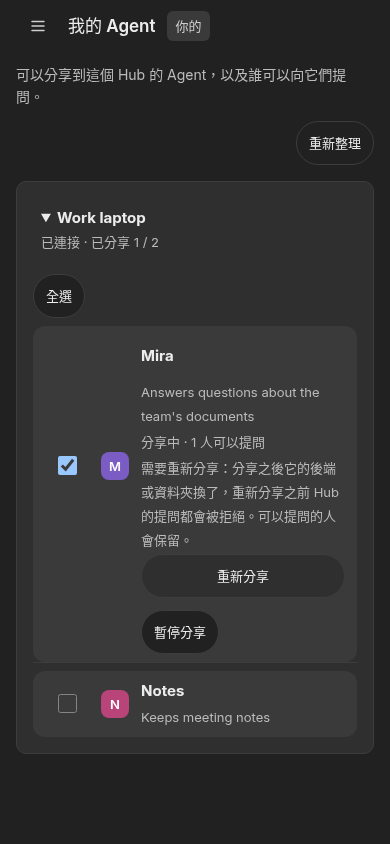 我的 Agent 你的
可以分享到這個 Hub 的 Agent，以及誰可以向它們提
問。
重新整理
▼ Work laptop
已連接 · 已分享 1 / 2
全選
Mira
Answers questions about the
team's documents
分享中 · 1 人可以提問
M
需要重新分享：分享之後它的後端
或資料夾換了，重新分享之前 Hub
的提問都會被拒絕。可以提問的人
會保留。
重新分享
暫停分享
Notes
N
Keeps meeting notes